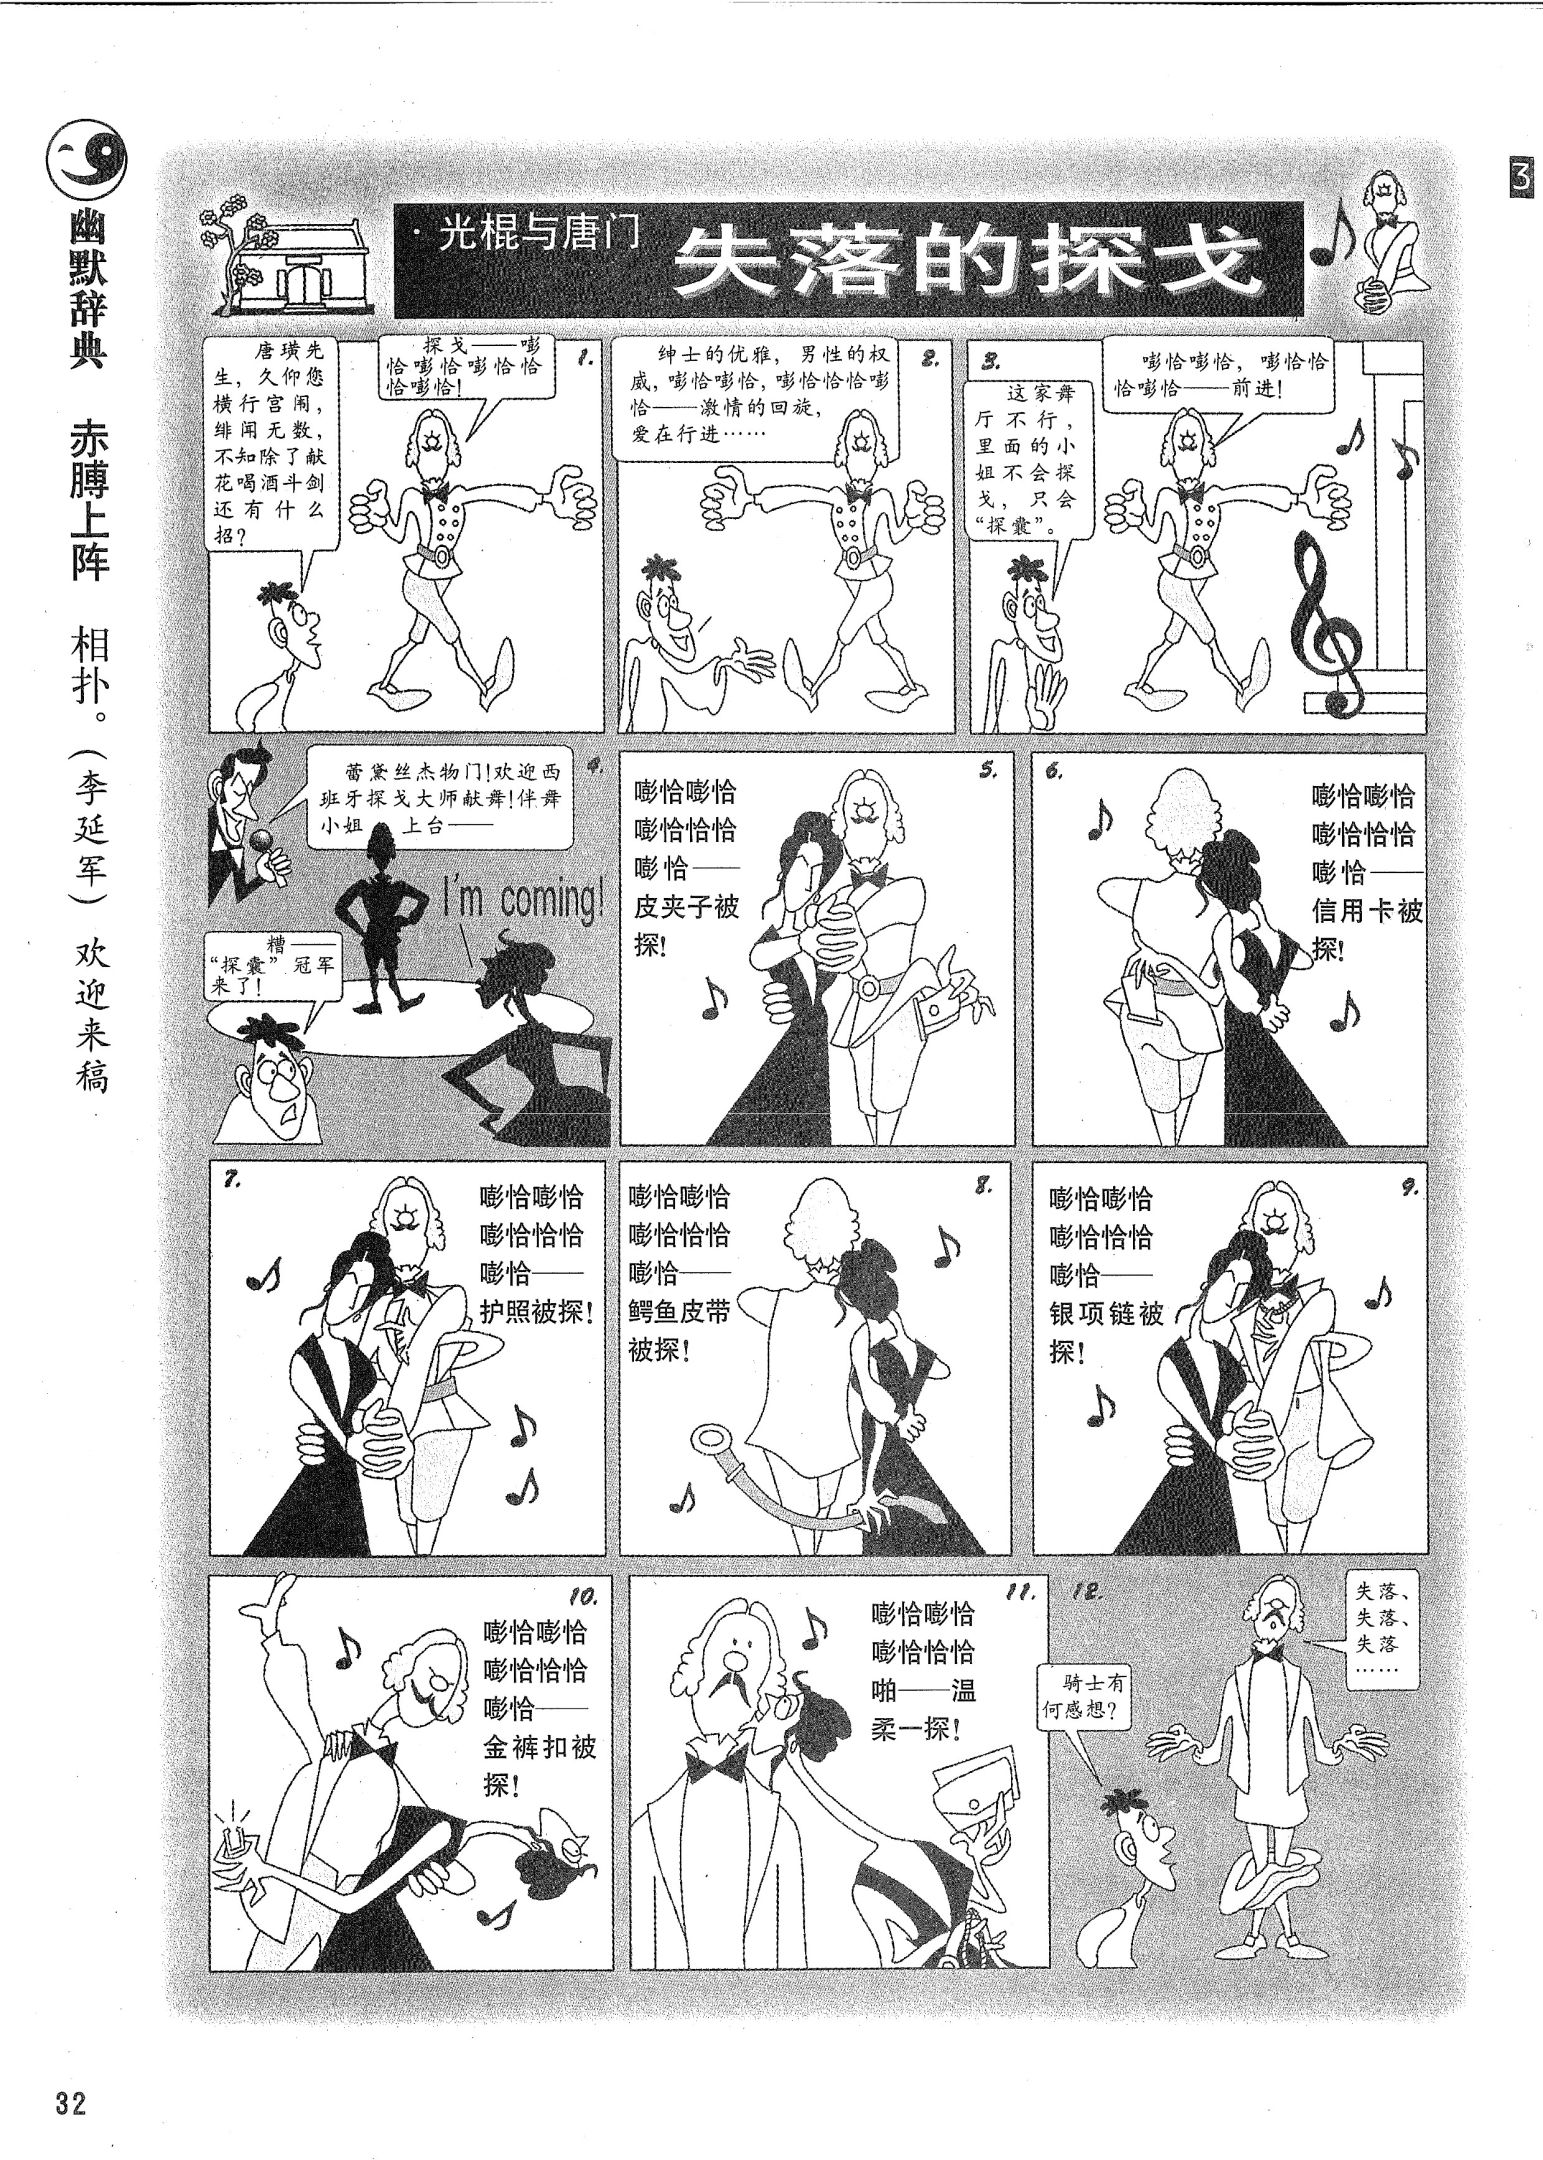 幽默辞典 赤膊上阵 相扑。(李延军) 欢迎来稿
3
·光棍与唐门
失落的探戈
1.
唐璜先
生，久仰您
横行宫闱，
绯闻无数，
不知除了献
花喝酒斗剑
还有什么
招？
探戈——嘭
恰嘭恰嘭恰恰
恰嘭恰！
2.
绅士的优雅，男性的权
威，嘭恰嘭恰，嘭恰恰恰嘭
恰——激情的回旋，
爱在行进……
3.
这家舞
厅不行，
里面的小
姐不会探
戈，只会
“探囊”。
嘭恰嘭恰，嘭恰恰
恰嘭恰——前进！
4.
蕾黛丝杰物门！欢迎西
班牙探戈大师献舞！伴舞
小姐 上台——
I'm coming!
糟——
“探囊”冠军
来了！
5.
嘭恰嘭恰
嘭恰恰恰
嘭恰——
皮夹子被
探！
6.
嘭恰嘭恰
嘭恰恰恰
嘭恰——
信用卡被
探！
7.
嘭恰嘭恰
嘭恰恰恰
嘭恰——
护照被探！
8.
嘭恰嘭恰
嘭恰恰恰
嘭恰——
鳄鱼皮带
被探！
9.
嘭恰嘭恰
嘭恰恰恰
嘭恰——
银项链被
探！
10.
嘭恰嘭恰
嘭恰恰恰
嘭恰——
金裤扣被
探！
11.
嘭恰嘭恰
嘭恰恰恰
啪——温
柔一探！
12.
骑士有
何感想？
失落、
失落、
失落
……
32